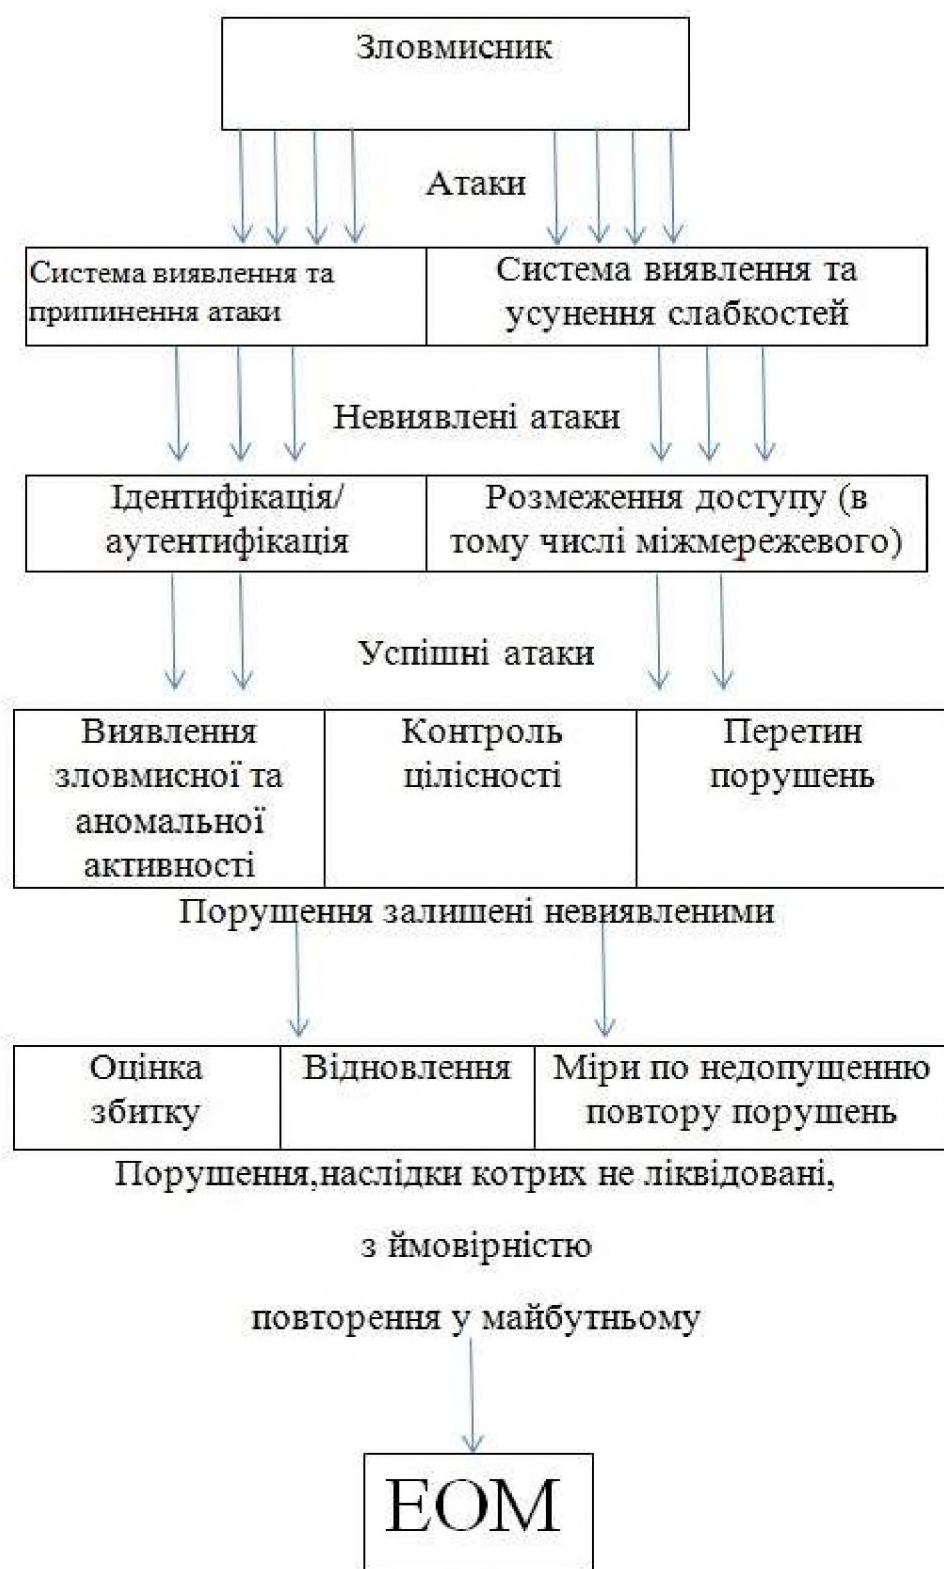 Зловмисник
Атаки
Система виявлення та
припинення атаки
Система виявлення та
усунення слабкостей
Невиявлені атаки
Ідентифікація/
аутентифікація
Розмеження доступу (в
тому числі міжмережевого)
Успішні атаки
Виявлення
зловмисної та
аномальної
активності
Контроль
цілісності
Перетин
порушень
Порушення залишені невиявленими
Оцінка
збитку
Відновлення
Міри по недопушенню
повтору порушень
Порушення,наслідки котрих не ліквідовані,
з ймовірністю
повторення у майбутньому
ЕОМ